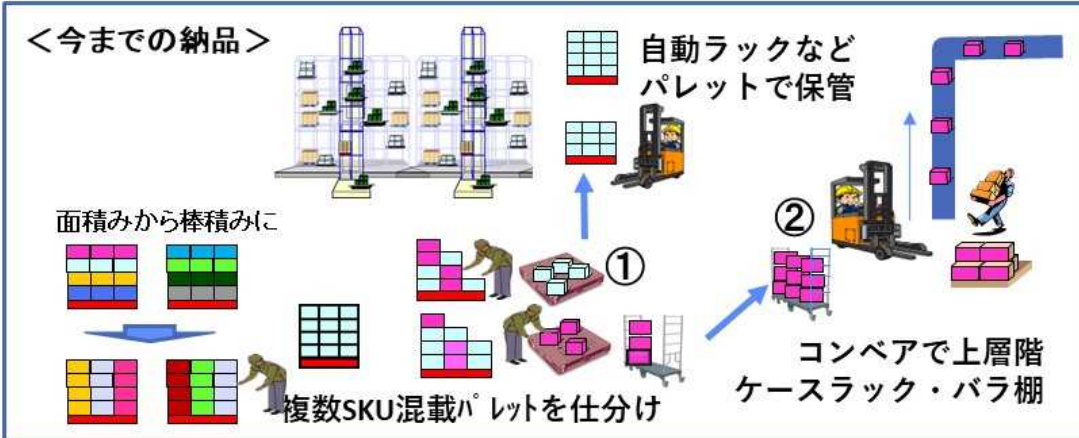 ＜今までの納品＞
自動ラックなど
パレットで保管
面積みから棒積みに
①
②
複数SKU混載ﾊﾟﾚｯﾄを仕分け
コンベアで上層階
ケースラック・バラ棚